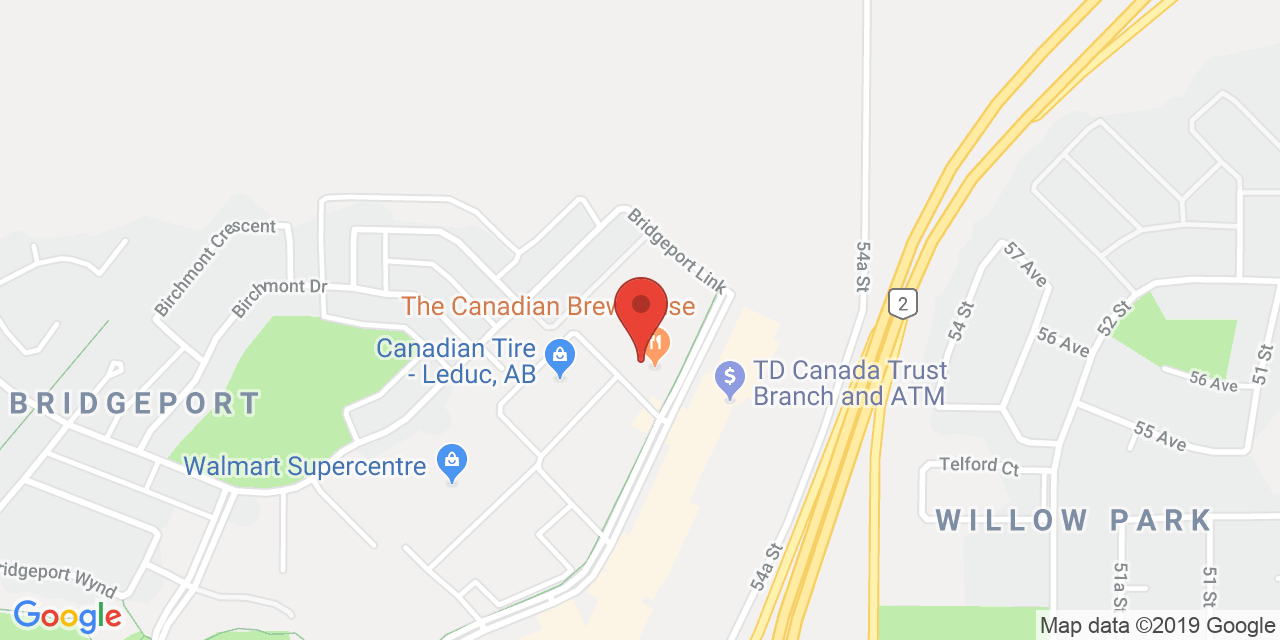 Birchmont Crescent
Bridgeport Link
54a St
57 Ave
2
Birchmont Dr
The Canadian Brew
se
54 St
52 St
56 Ave
Canadian Tire
- Leduc, AB
TD Canada Trust
Branch and ATM
56 Ave
51 St
BRIDGEPORT
55 Ave
Walmart Supercentre
Telford Ct
WILLOW PARK
54a St
ridgeport Wynd
51a St
51 St
Google
Map data ©2019 Google